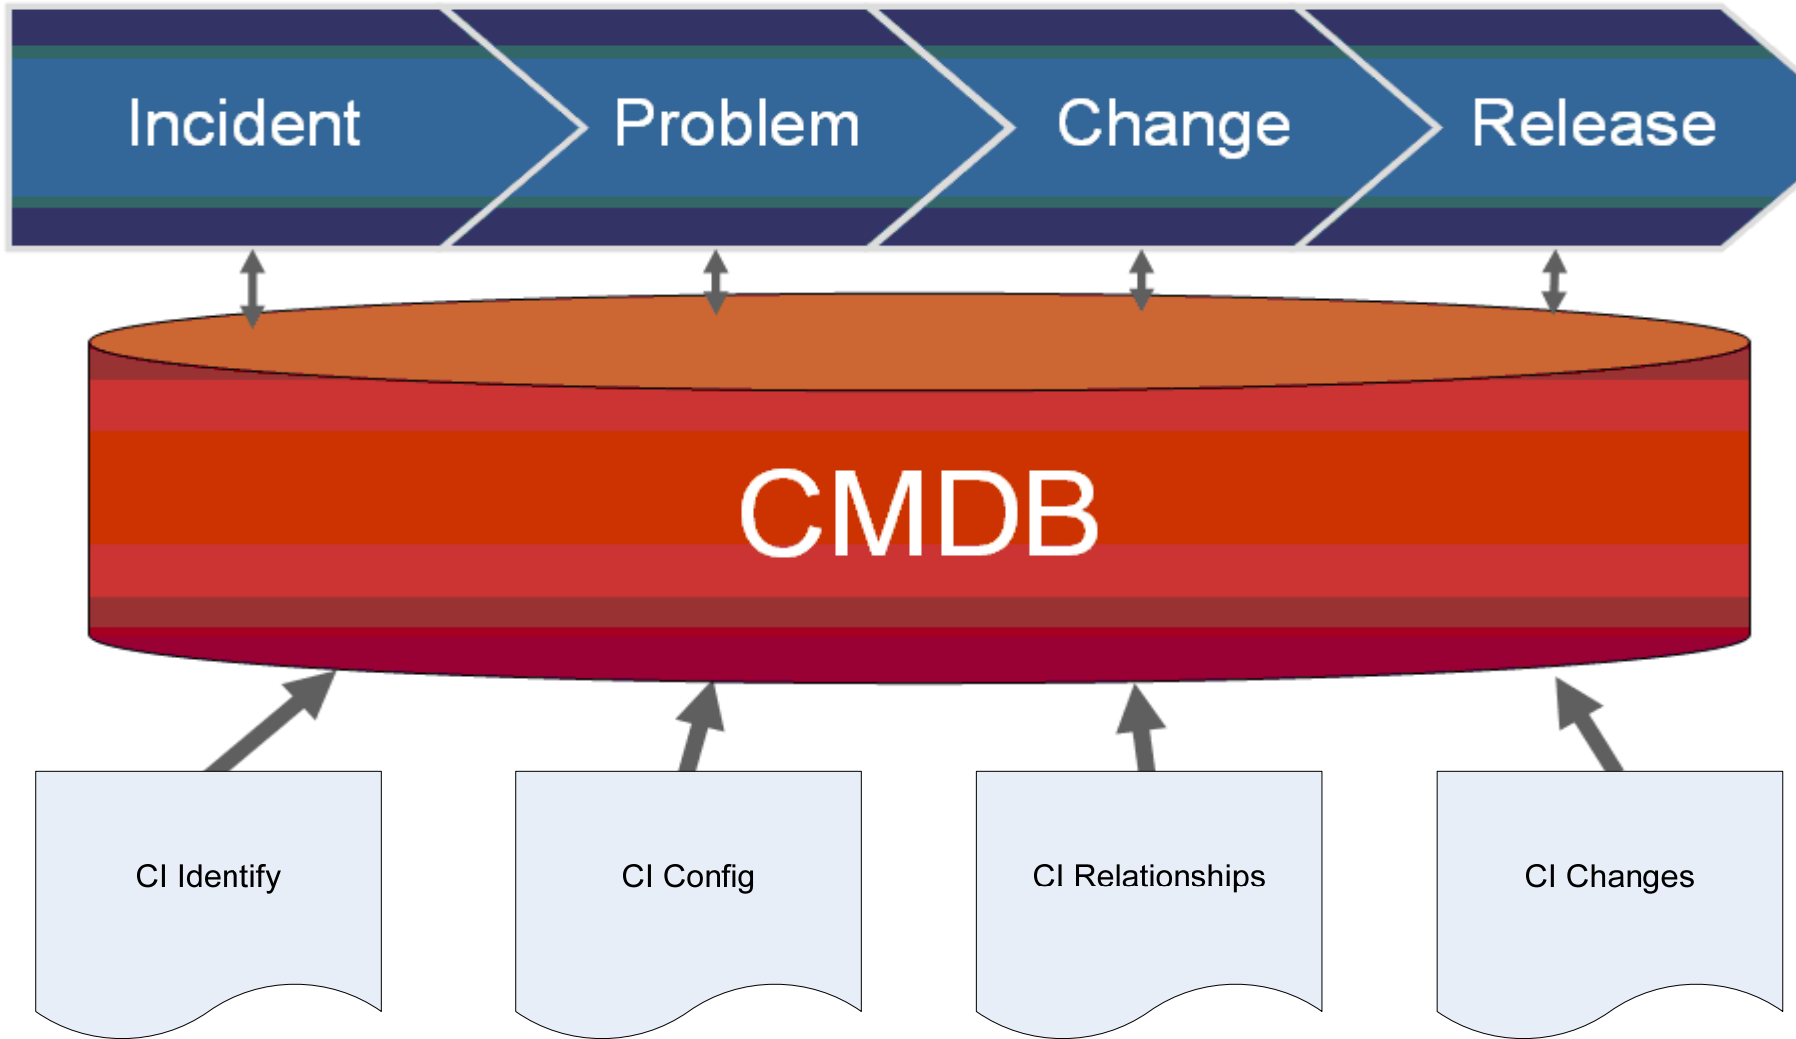 Incident
Problem
Change
Release
CMDB
CI Identify
CI Config
CI Relationships
CI Changes